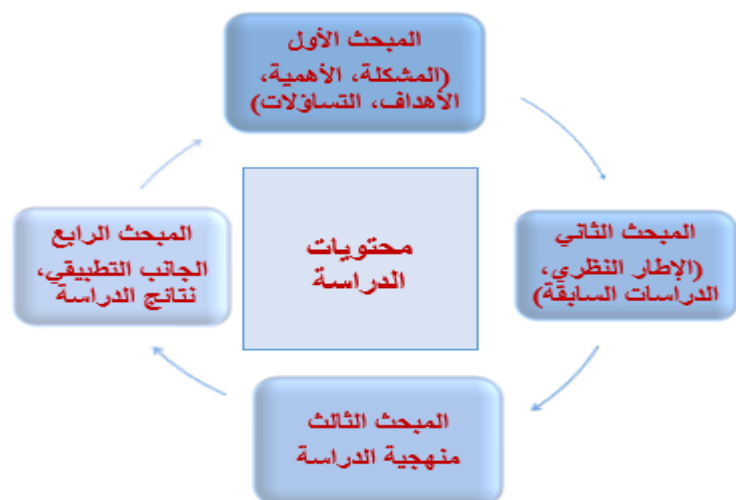 المبحث الأول
(المشكلة، الأهمية،
الأهداف، التساؤلات)
المبحث الثاني
(الإطار النظري،
الدراسات السابقة)
المبحث الثالث
منهجية الدراسة
المبحث الرابع
الجانب التطبيقي،
نتائج الدراسة
محتويات
الدراسة